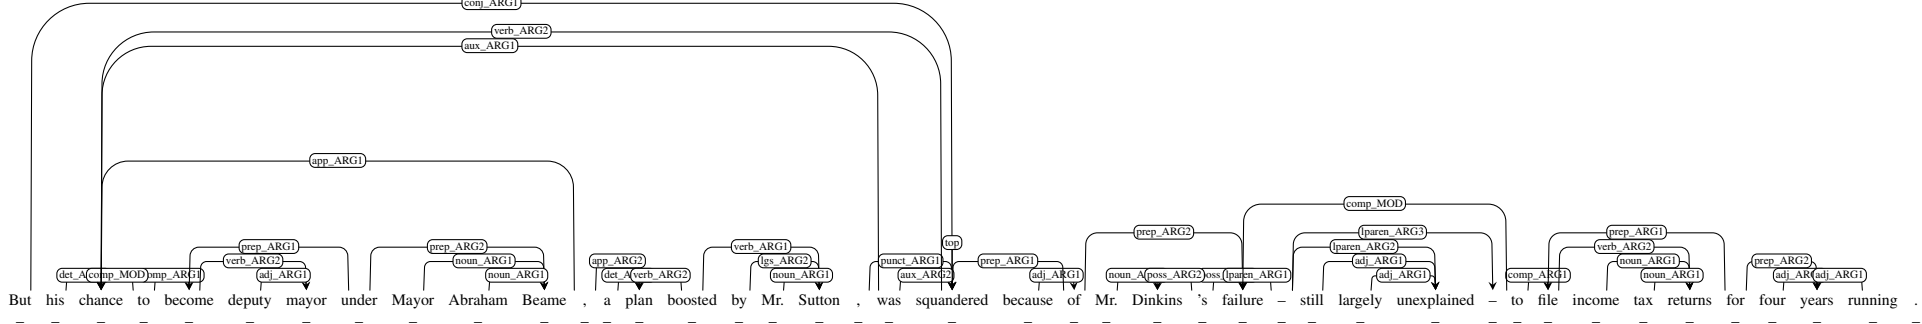 conj_ARG1
verb_ARG2
aux_ARG1
app_ARG1
comp_MOD
prep_ARG2 lparen_ARG3
prep_ARG1 prep_ARG2 verb_ARG1 top lparen_ARG2 prep_ARG1 verb_ARG2
verb_ARG2 noun_ARG1 app_ARG2 lgs_ARG2 punct_ARG1 prep_ARG1 adj_ARG1 noun_ARG1 prep_ARG2
comp_MOD adj_ARG1 noun_ARG1 verb_ARG2 noun_ARG1 aux_ARG2 adj_ARG1 poss_ARG2 lparen_ARG1 adj_ARG1 comp_ARG1 noun_ARG1 adj_ARG1
But his chance to become deputy mayor under Mayor Abraham Beame , a plan boosted by Mr. Sutton , was squandered because of Mr. Dinkins 's failure – still largely unexplained – to file income tax returns for four years running .